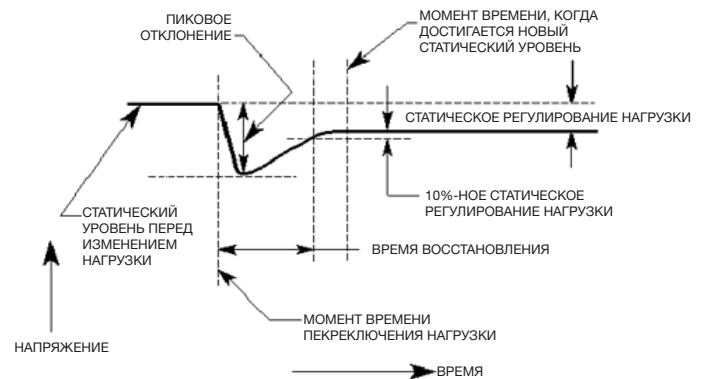 ПИКОВОЕ
ОТКЛОНЕНИЕ
МОМЕНТ ВРЕМЕНИ, КОГДА
ДОСТИГАЕТСЯ НОВЫЙ
СТАТИЧЕСКИЙ УРОВЕНЬ
СТАТИЧЕСКОЕ РЕГУЛИРОВАНИЕ НАГРУЗКИ
10%-НОЕ СТАТИЧЕСКОЕ
РЕГУЛИРОВАНИЕ НАГРУЗКИ
СТАТИЧЕСКИЙ
УРОВЕНЬ ПЕРЕД
ИЗМЕНЕНИЕМ
НАГРУЗКИ
ВРЕМЯ ВОССТАНОВЛЕНИЯ
МОМЕНТ ВРЕМЕНИ
ПЕКРЕКЛЮЧЕНИЯ НАГРУЗКИ
НАПРЯЖЕНИЕ
ВРЕМЯ